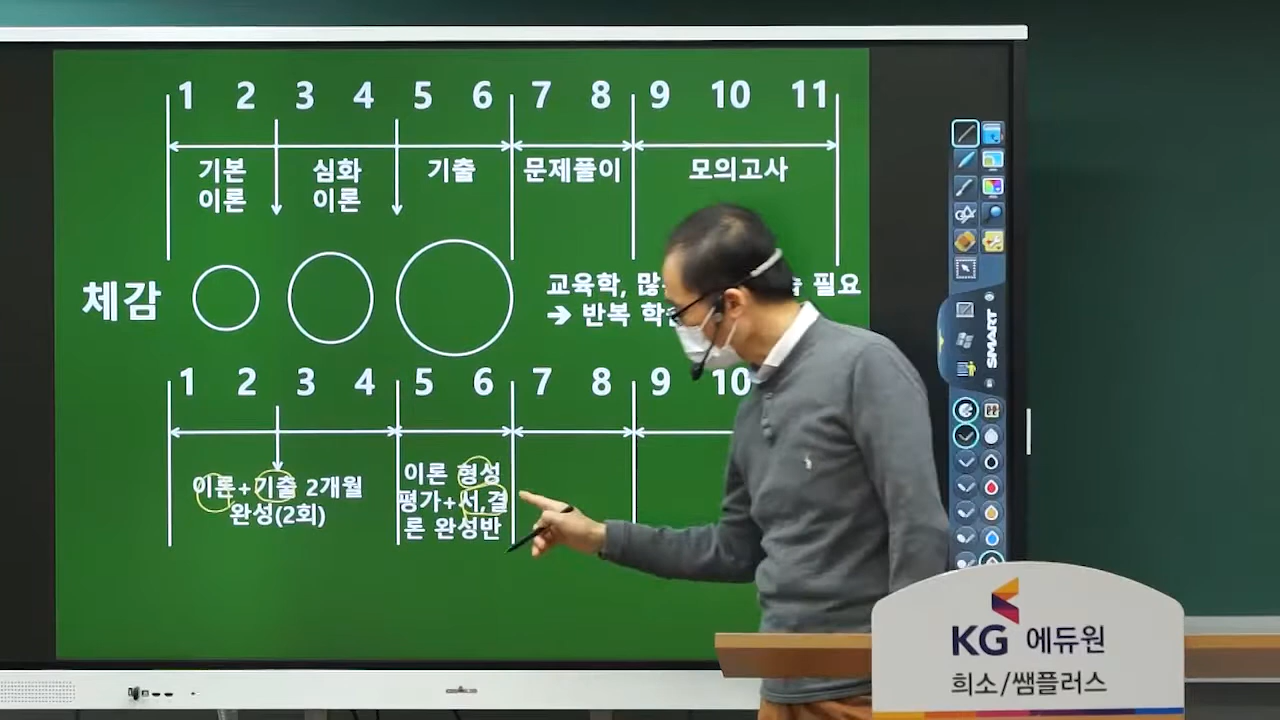 1 2 3 4 5 6 7 8 9 10 11
기본 이론
심화 이론
기출
문제풀이
모의고사
체감
교육학, 필요
➔ 반복
1 2 3 4 5 6 7 8 9 10
이론+기출 2개월
완성(2회)
이론 형성
평가+서,결
론 완성반
SMART
KG 에듀원
희소/쌤플러스